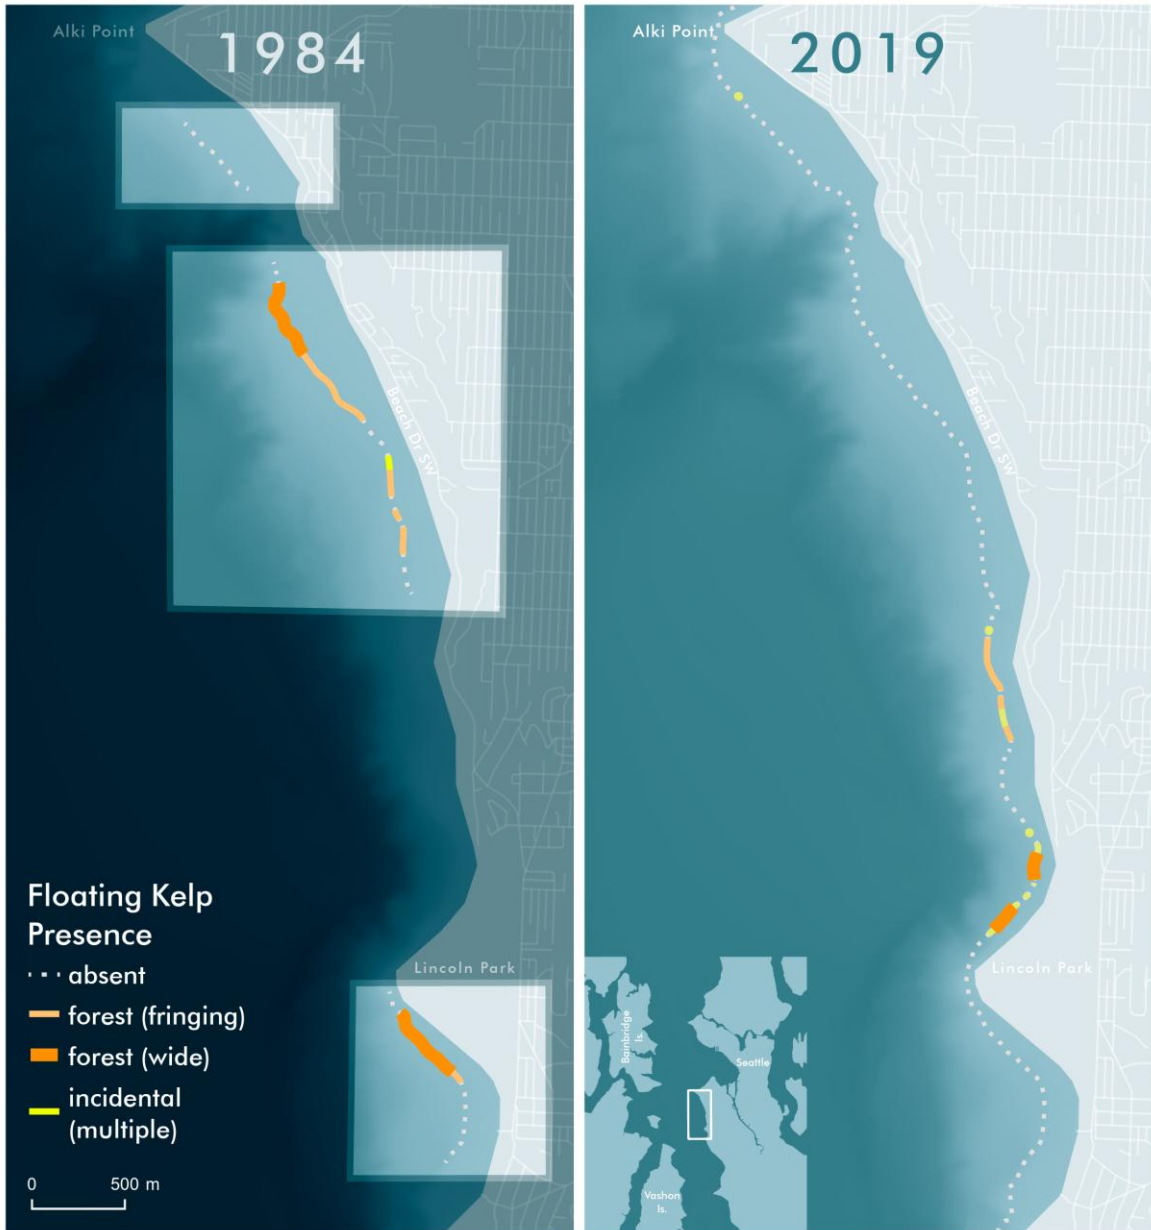 Alki Point
1984
Beach Dr SW
Lincoln Park
Floating Kelp
Presence
absent
forest (fringing)
forest (wide)
incidental
(multiple)
0 500 m
Alki Point
2019
Beach Dr SW
Lincoln Park
Bainbridge
Is.
Seattle
Vashon
Is.